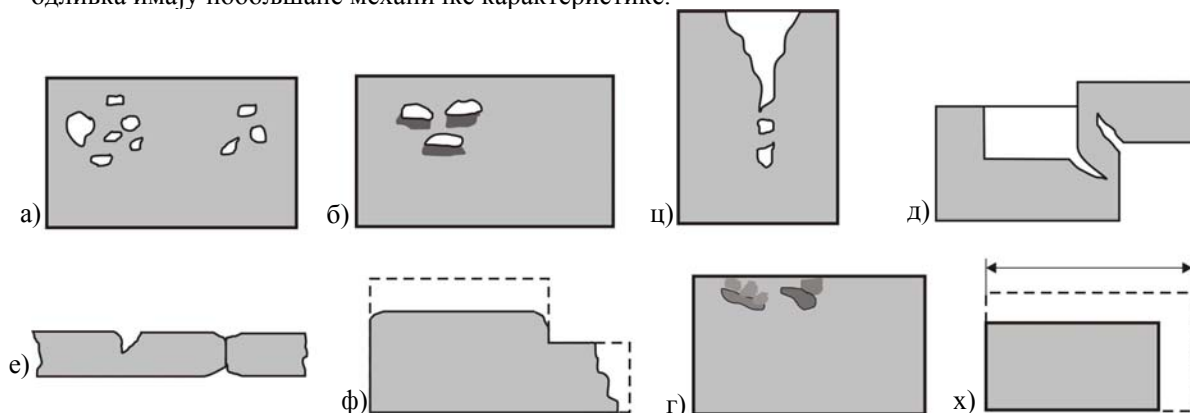 одливка имају побољшане механичке карактеристике.
а)
б)
ц)
д)
е)
ф)
г)
х)